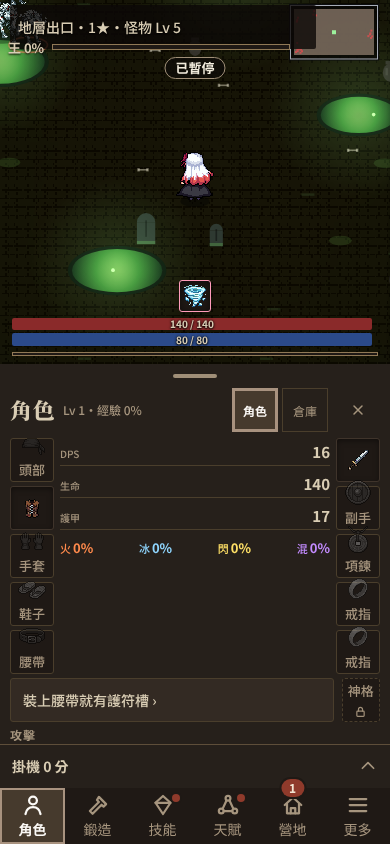 地層出口・1★・怪物 Lv 5
王 0%
已暫停
140 / 140
80 / 80
角色 Lv 1・經驗 0% 角色 倉庫 ×
頭部 DPS 16
生命 140 副手
護甲 17
手套 火0% 冰0% 閃0% 混0% 項鍊
鞋子 戒指
腰帶 戒指
裝上腰帶就有護符槽 › 神格
攻擊
掛機 0 分
1
角色 鍛造 技能 天賦 營地 更多